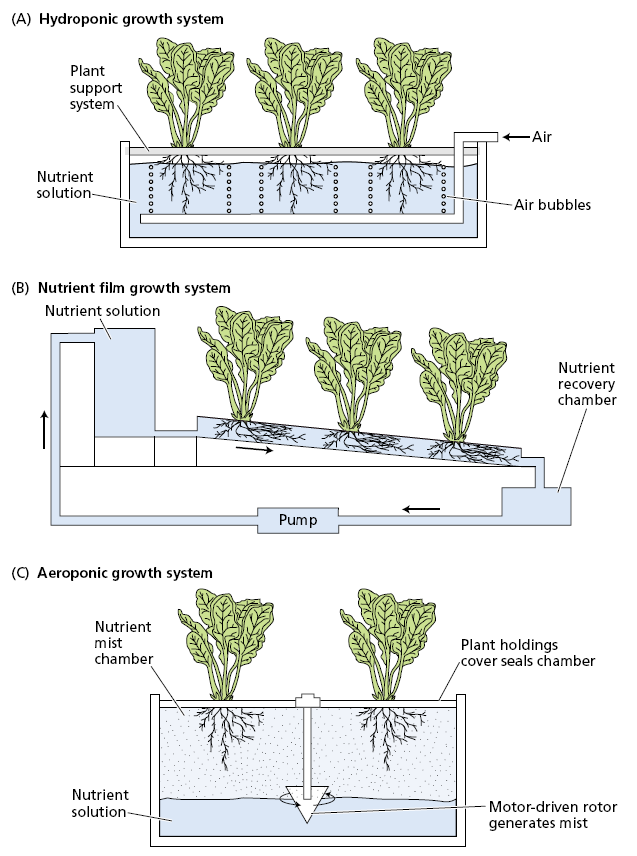 (A) Hydroponic growth system
Plant
support
system
Air
Nutrient
solution
Air bubbles
(B) Nutrient film growth system
Nutrient solution
Nutrient
recovery
chamber
Pump
(C) Aeroponic growth system
Nutrient
mist
chamber
Plant holdings
cover seals chamber
Nutrient
solution
Motor-driven rotor
generates mist